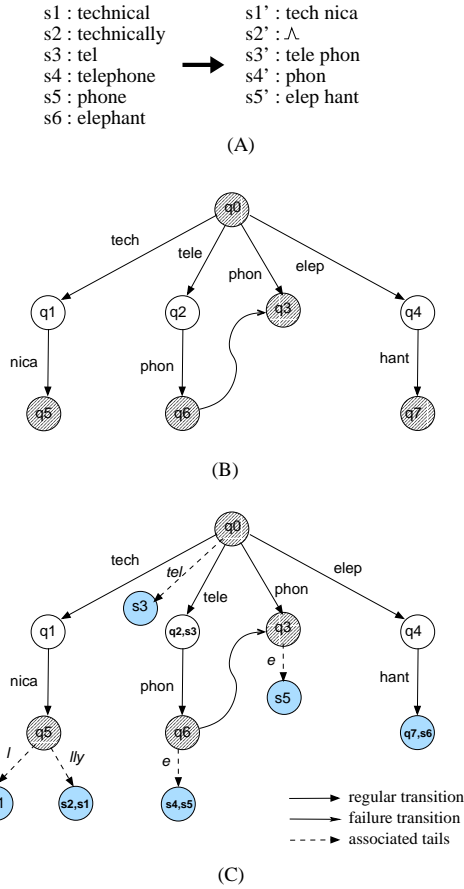 s1 : technical
s2 : technically
s3 : tel
s4 : telephone
s5 : phone
s6 : elephant
s1' : tech nica
s2' : Λ
s3' : tele phon
s4' : phon
s5' : elep hant
(A)
q0
tech
tele
phon
elep
q1
q2
q3
q4
nica
phon
hant
q5
q6
q7
(B)
q0
tech
tel
tele
phon
elep
s3
q1
q2,s3
q3
q4
nica
phon
e
hant
s5
q5
q6
q7,s6
l
lly
e
1
s2,s1
s4,s5
regular transition
failure transition
associated tails
(C)